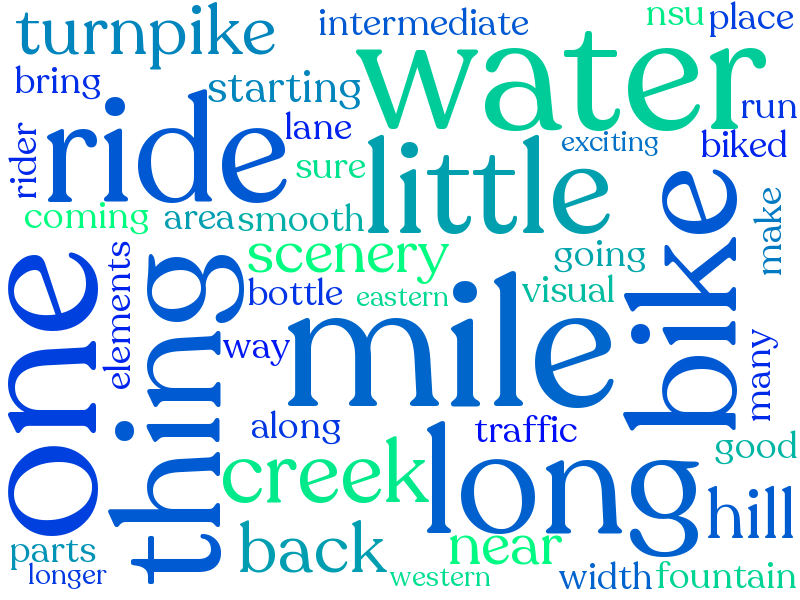 turnpike
intermediate
nsu
place
bring
starting
water
run
ride
lane
little
exciting
biked
rider
sure
coming
area
smooth
bike
make
one
elements
thing
scenery
going
bottle
eastern
visual
mile
way
many
along
traffic
creek
long
good
hill
parts
back
near
longer
western
width
fountain